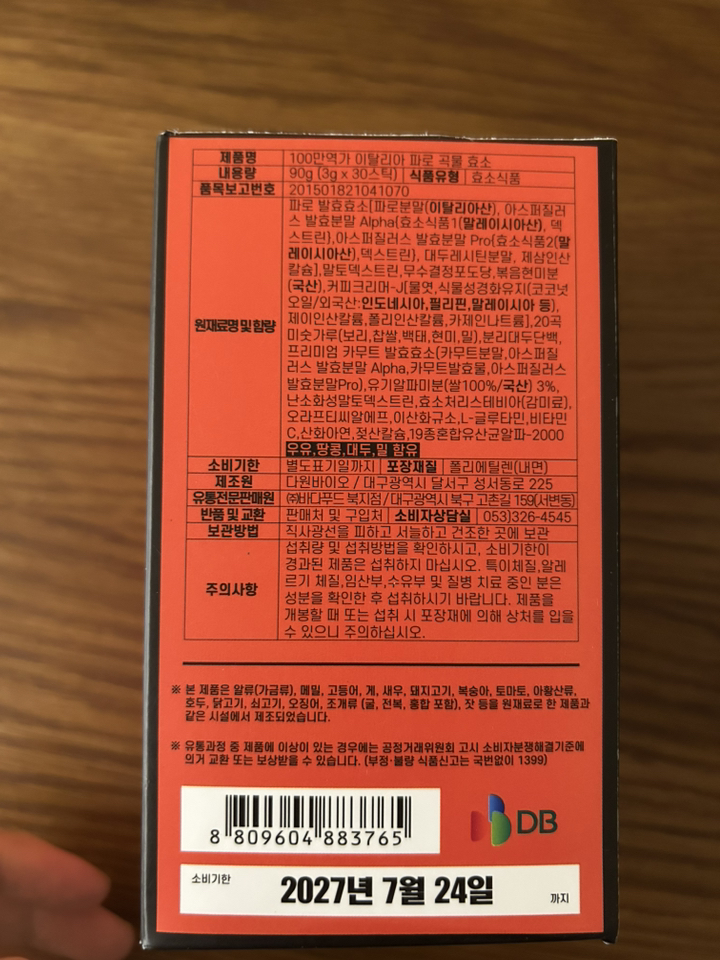 제품명 100만역가 이탈리아 파로 곡물 효소
내용량 90g (3g x 30스틱) 식품유형 효소식품
품목보고번호 201501821041070
원재료명 및 함량
파로 발효효소[파로분말(이탈리아산), 아스퍼질러
스 발효분말 Alpha{효소식품1(말레이시아산), 덱
스트린},아스퍼질러스 발효분말 Pro{효소식품2(말
레이시아산),덱스트린}, 대두레시틴분말, 제삼인산
칼슘],말토덱스트린,무수결정포도당,볶음현미분
(국산),커피크리머-J[물엿,식물성경화유지(코코넛
오일/외국산:인도네시아,필리핀,말레이시아 등),
제이인산칼륨,폴리인산칼륨,카제인나트륨],20곡
미숫가루(보리,찹쌀,백태,현미,밀),분리대두단백,
프리미엄 카무트 발효효소(카무트분말,아스퍼질
러스 발효분말 Alpha,카무트발효물,아스퍼질러스
발효분말Pro),유기알파미분(쌀100%/국산) 3%,
난소화성말토덱스트린,효소처리스테비아(감미료),
오라프티씨알에프,이산화규소,L-글루타민,비타민
C,산화아연,젖산칼슘,19종혼합유산균알파-2000
우유,땅콩,대두,밀 함유
소비기한 별도표기일까지 포장재질 폴리에틸렌(내면)
제조원 다원바이오 / 대구광역시 달서구 성서동로 225
유통전문판매원 ㈜바다푸드 북지점 / 대구광역시 북구 고촌길 159(서변동)
반품 및 교환 판매처 및 구입처 소비자상담실 053)326-4545
보관방법 직사광선을 피하고 서늘하고 건조한 곳에 보관
주의사항
섭취량 및 섭취방법을 확인하시고, 소비기한이
경과된 제품은 섭취하지 마십시오. 특이체질,알레
르기 체질,임산부,수유부 및 질병 치료 중인 분은
성분을 확인한 후 섭취하시기 바랍니다. 제품을
개봉할 때 또는 섭취 시 포장재에 의해 상처를 입을
수 있으니 주의하십시오.
※ 본 제품은 알류(가금류), 메밀, 고등어, 게, 새우, 돼지고기, 복숭아, 토마토, 아황산류,
호두, 닭고기, 쇠고기, 오징어, 조개류 (굴, 전복, 홍합 포함), 잣 등을 원재료로 한 제품과
같은 시설에서 제조되었습니다.
※ 유통과정 중 제품에 이상이 있는 경우에는 공정거래위원회 고시 소비자분쟁해결기준에
의거 교환 또는 보상받을 수 있습니다. (부정·불량 식품신고는 국번없이 1399)
8 809604 883765
DB
소비기한 2027년 7월 24일 까지